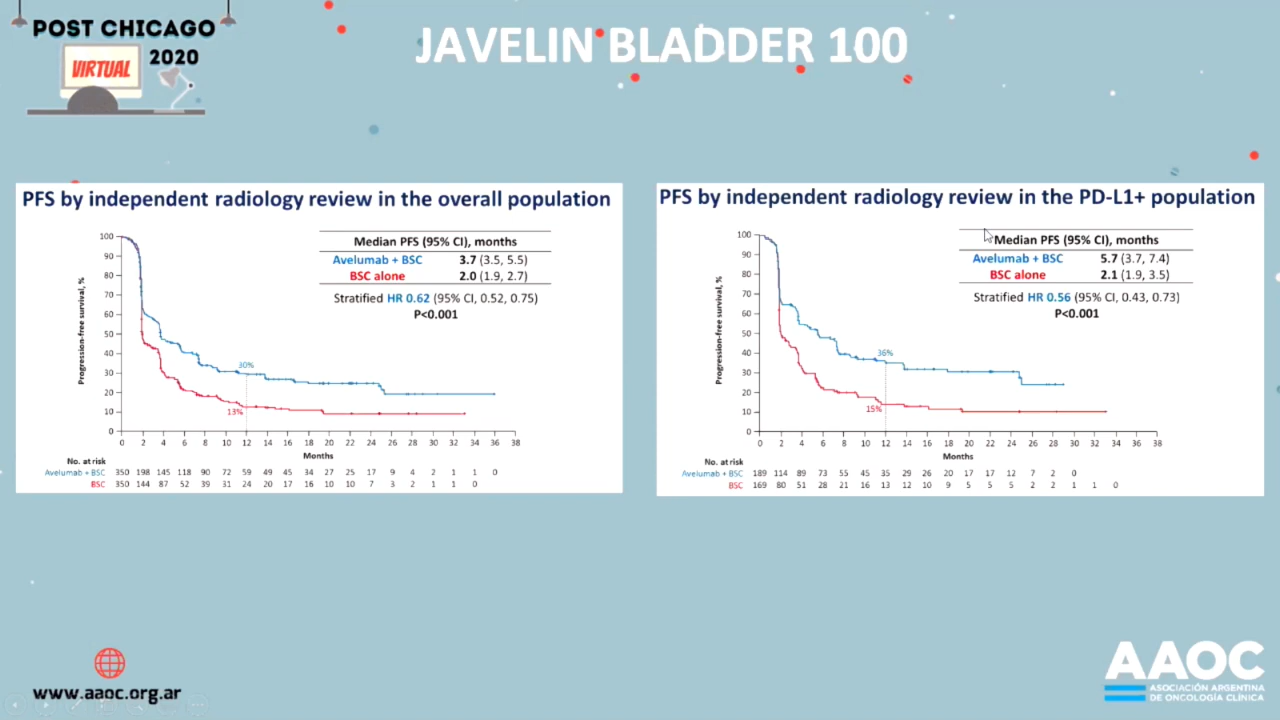 POST CHICAGO
2020
VIRTUAL
JAVELIN BLADDER 100
PFS by independent radiology review in the overall population
Median PFS (95% CI), months
Avelumab + BSC 3.7 (3.5, 5.5)
BSC alone 2.0 (1.9, 2.7)
Stratified HR 0.62 (95% CI, 0.52, 0.75)
P<0.001
Progression-free survival, %
100
90
80
70
60
50
40
30
20
10
0
30%
13%
0 2 4 6 8 10 12 14 16 18 20 22 24 26 28 30 32 34 36 38
Months
No. at risk
Avelumab + BSC 350 198 145 118 90 72 59 49 45 34 27 25 17 9 4 2 1 1 0
BSC 350 144 87 52 39 31 24 20 17 16 10 10 7 3 2 1 1 0
PFS by independent radiology review in the PD-L1+ population
Median PFS (95% CI), months
Avelumab + BSC 5.7 (3.7, 7.4)
BSC alone 2.1 (1.9, 3.5)
Stratified HR 0.56 (95% CI, 0.43, 0.73)
P<0.001
Progression-free survival, %
100
90
80
70
60
50
40
30
20
10
0
36%
15%
0 2 4 6 8 10 12 14 16 18 20 22 24 26 28 30 32 34 36 38
Months
No. at risk
Avelumab + BSC 189 114 89 73 55 45 35 29 26 20 17 17 12 7 2 0
BSC 169 80 51 28 21 16 13 12 10 9 5 5 5 2 2 1 1 0
www.aaoc.org.ar
AAOC
ASOCIACIÓN ARGENTINA
DE ONCOLOGÍA CLÍNICA